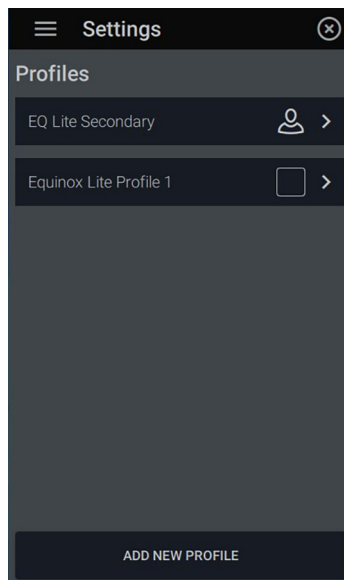 Settings
Profiles
EQ Lite Secondary
Equinox Lite Profile 1
ADD NEW PROFILE